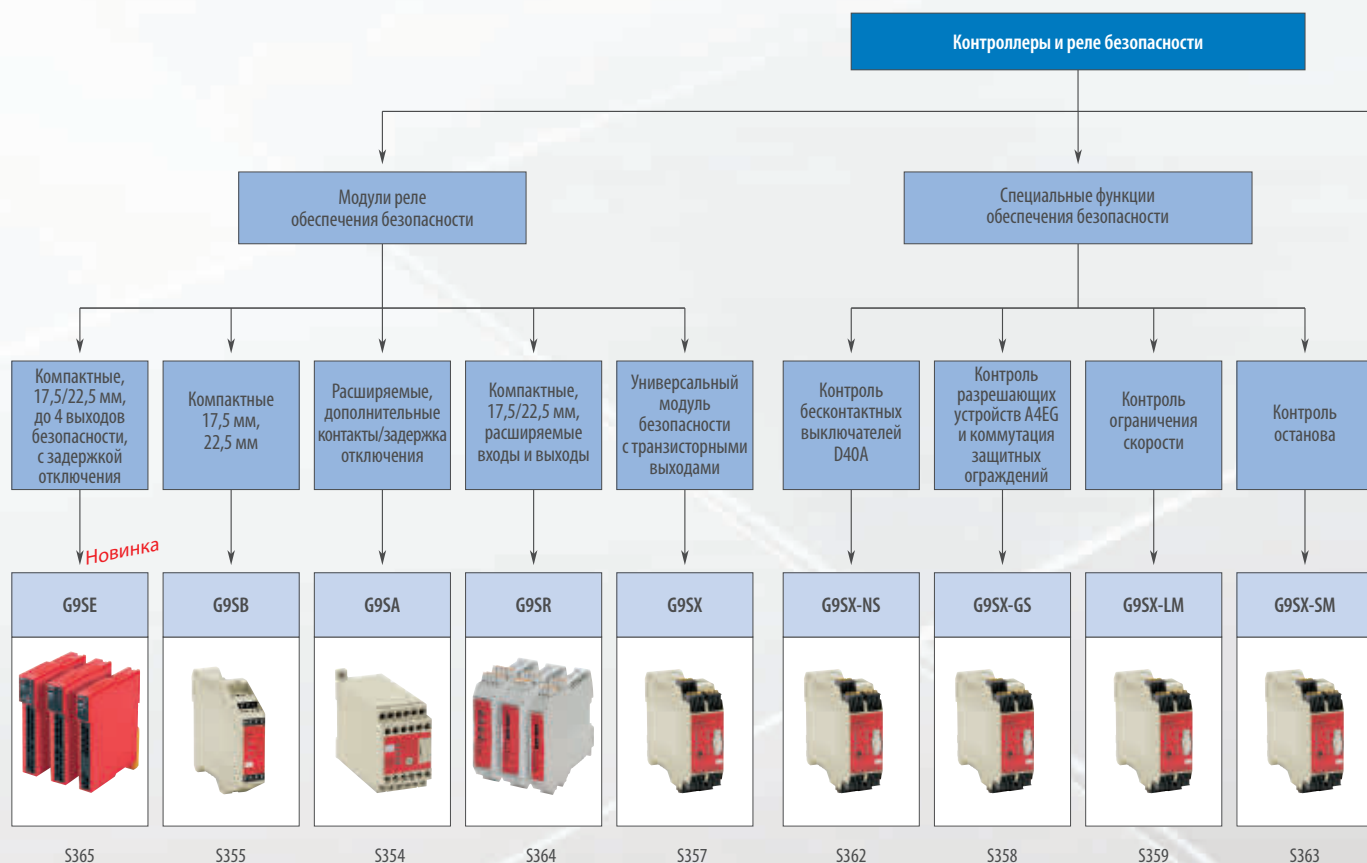 Контроллеры и реле безопасности
Модули реле
обеспечения безопасности
Специальные функции
обеспечения безопасности
Компактные,
17,5/22,5 мм,
до 4 выходов
безопасности,
с задержкой
отключения
Компактные
17,5 мм,
22,5 мм
Расширяемые,
дополнительные
контакты/задержка
отключения
Компактные,
17,5/22,5 мм,
расширяемые
входы и выходы
Универсальный
модуль
безопасности
с транзисторными
выходами
Контроль
бесконтактных
выключателей
D40A
Контроль
разрешающих
устройств A4EG
и коммутация
защитных
ограждений
Контроль
ограничения
скорости
Контроль
останова
Новинка
G9SE
G9SB
G9SA
G9SR
G9SX
G9SX-NS
G9SX-GS
G9SX-LM
G9SX-SM
S365
S355
S354
S364
S357
S362
S358
S359
S363